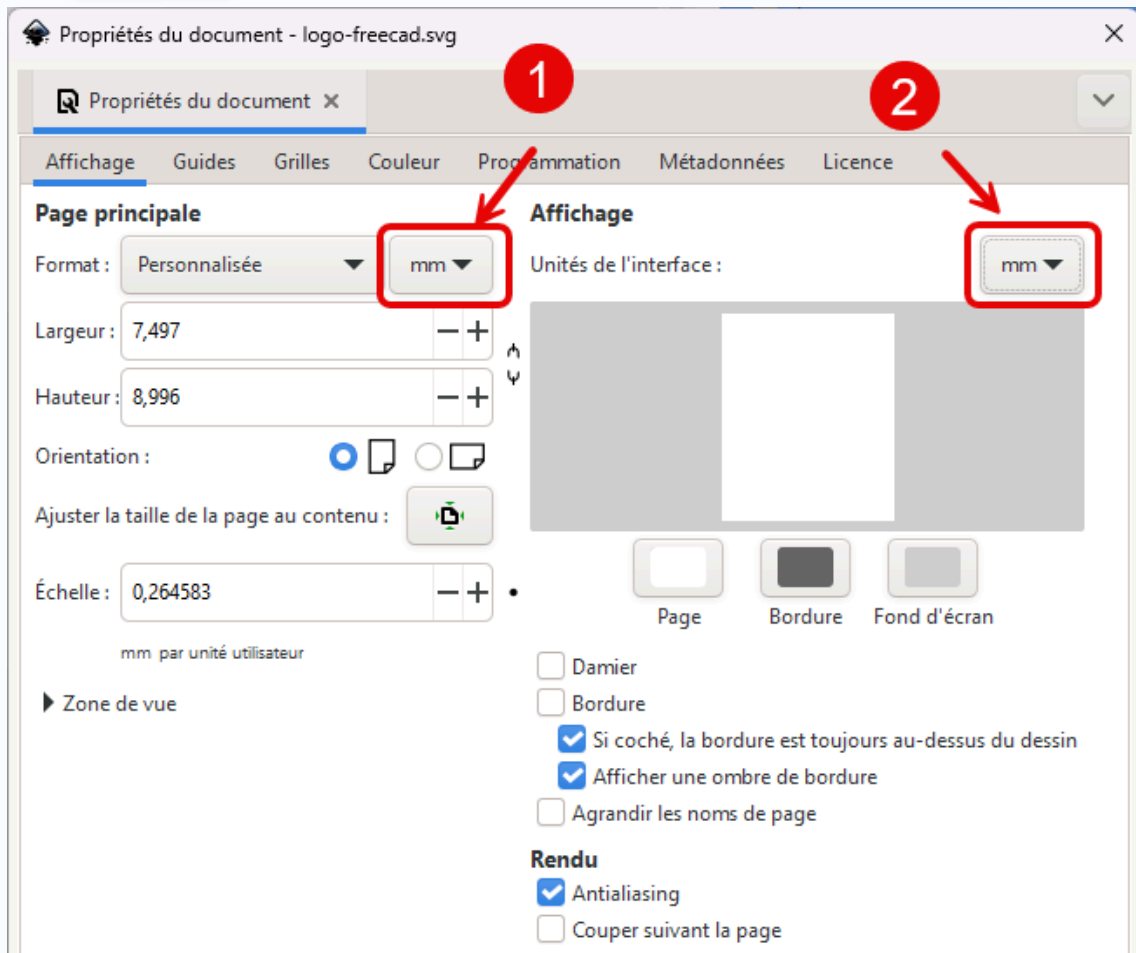 Propriétés du document - logo-freecad.svg
1
2
Propriétés du document
Affichage Guides Grilles Couleur Programmation Métadonnées Licence
Page principale
Format : Personnalisée mm
Largeur : 7,497
Hauteur : 8,996
Orientation :
Ajuster la taille de la page au contenu :
Échelle : 0,264583
mm par unité utilisateur
Zone de vue
Affichage
Unités de l'interface : mm
Page Bordure Fond d'écran
Damier
Bordure
Si coché, la bordure est toujours au-dessus du dessin
Afficher une ombre de bordure
Agrandir les noms de page
Rendu
Antialiasing
Couper suivant la page